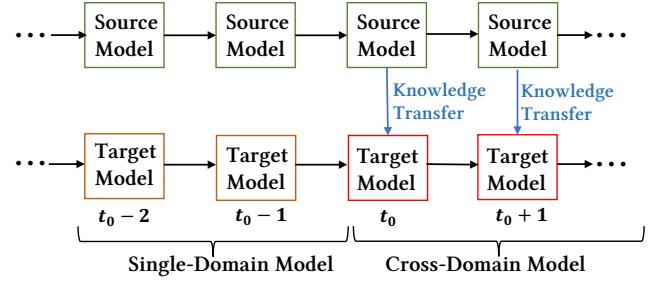 Source Model
Source Model
Source Model
Source Model
Knowledge Transfer
Knowledge Transfer
Target Model
Target Model
Target Model
Target Model
t₀ − 2
t₀ − 1
t₀
t₀ + 1
Single-Domain Model
Cross-Domain Model